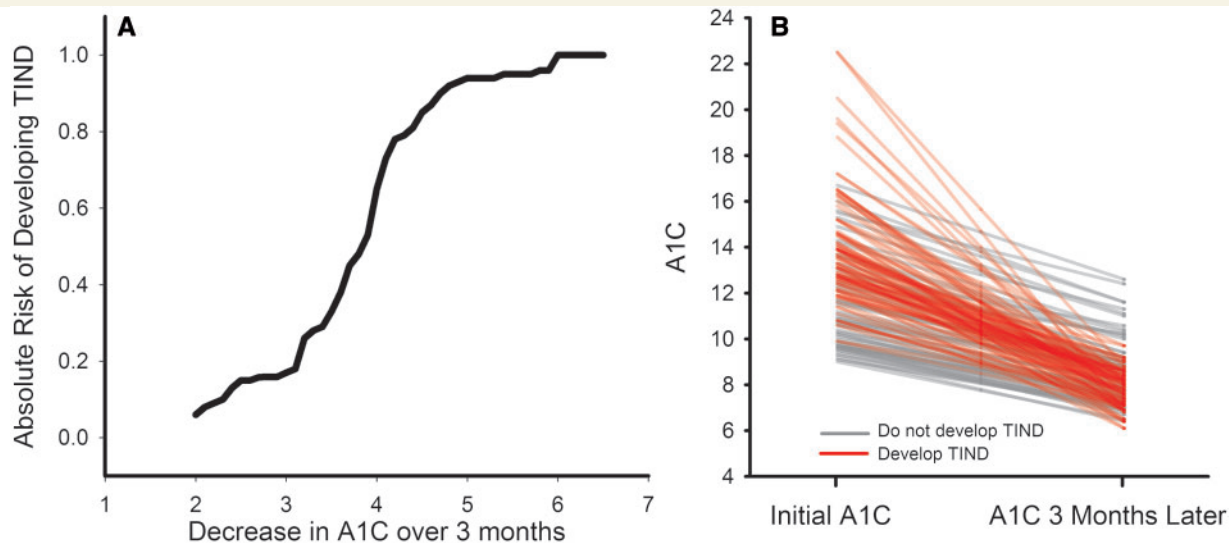 A
Absolute Risk of Developing TIND
1.0
0.8
0.6
0.4
0.2
0.0
1 2 3 4 5 6 7
Decrease in A1C over 3 months
B
A1C
24
22
20
18
16
14
12
10
8
6
4
Do not develop TIND
Develop TIND
Initial A1C A1C 3 Months Later